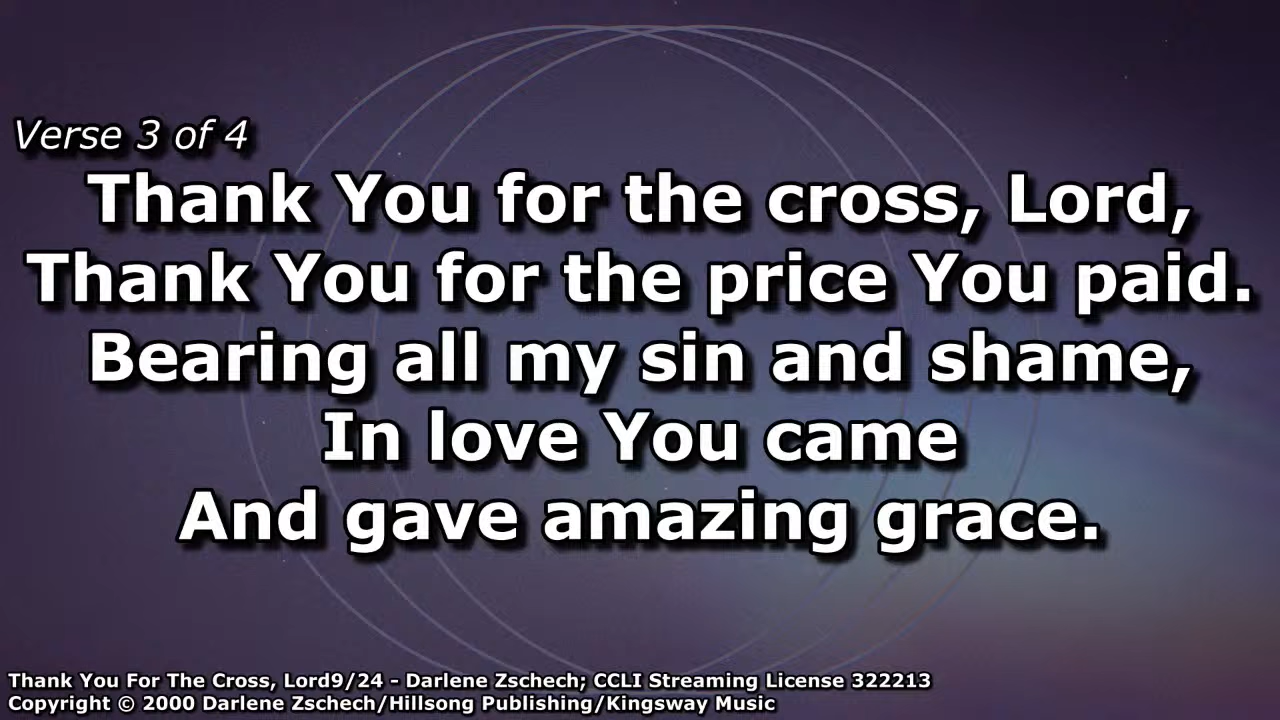 Verse 3 of 4
Thank You for the cross, Lord,
Thank You for the price You paid.
Bearing all my sin and shame,
In love You came
And gave amazing grace.
Thank You For The Cross, Lord9/24 - Darlene Zschech; CCLI Streaming License 322213
Copyright © 2000 Darlene Zschech/Hillsong Publishing/Kingsway Music